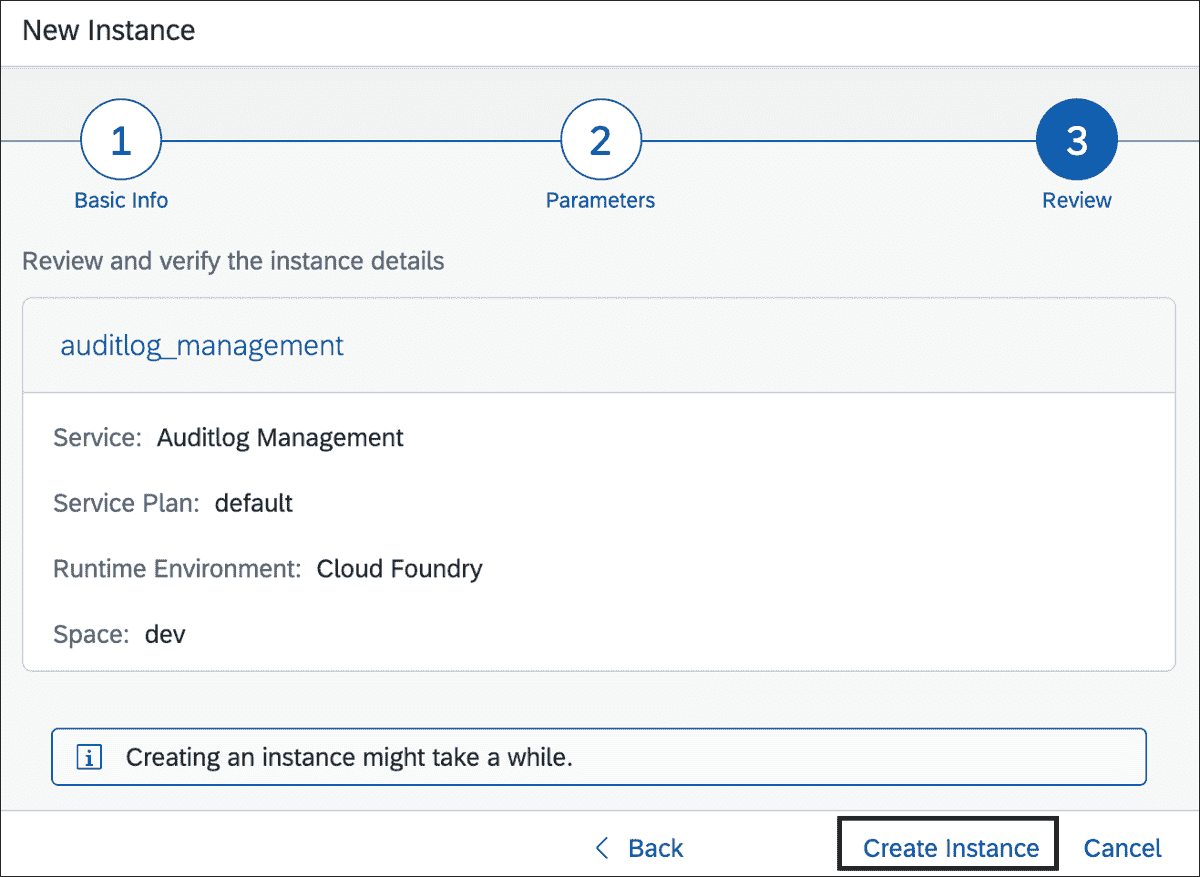 New Instance
1 2 3
Basic Info Parameters Review
Review and verify the instance details
auditlog_management
Service: Auditlog Management
Service Plan: default
Runtime Environment: Cloud Foundry
Space: dev
i Creating an instance might take a while.
Back Create Instance Cancel